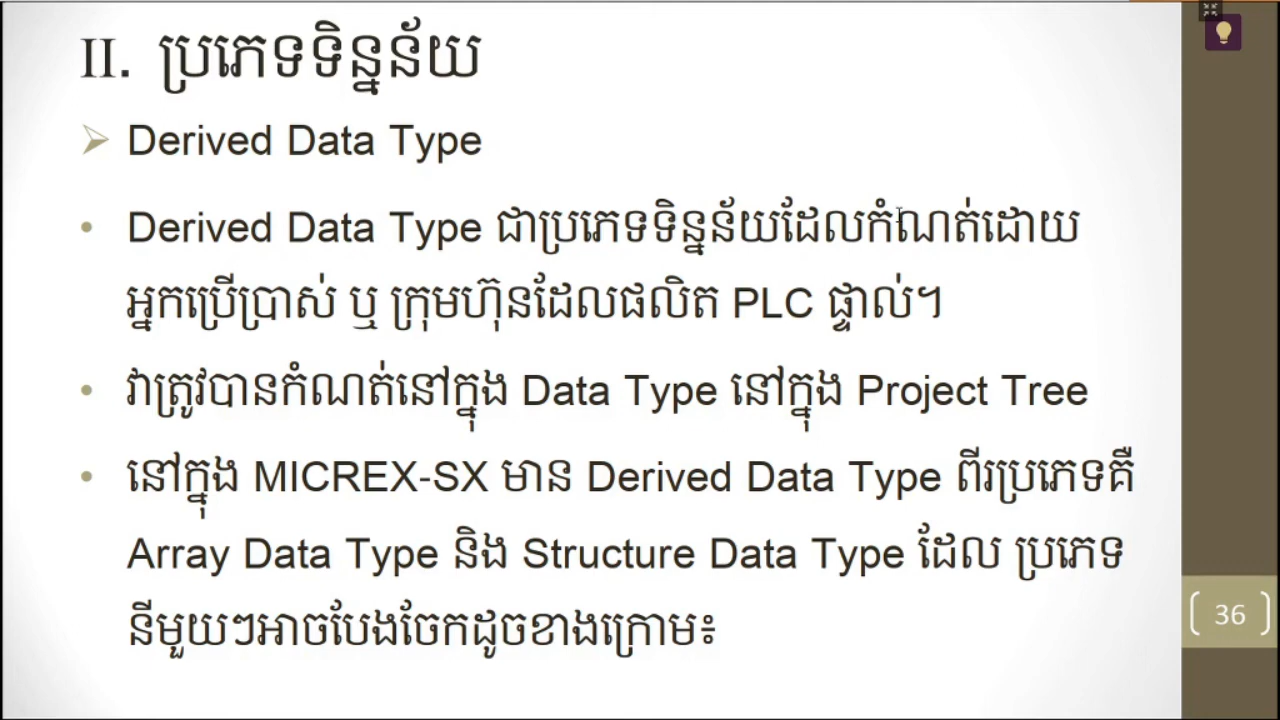 II. ប្រភេទទិន្នន័យ
Derived Data Type
Derived Data Type ជាប្រភេទទិន្នន័យដែលកំណត់ដោយ
អ្នកប្រើប្រាស់ ឬ ក្រុមហ៊ុនដែលផលិត PLC ផ្ទាល់។
វាត្រូវបានកំណត់នៅក្នុង Data Type នៅក្នុង Project Tree
នៅក្នុង MICREX-SX មាន Derived Data Type ពីរប្រភេទគឺ
Array Data Type និង Structure Data Type ដែល ប្រភេទ
នីមួយៗអាចបែងចែកដូចខាងក្រោម៖
36